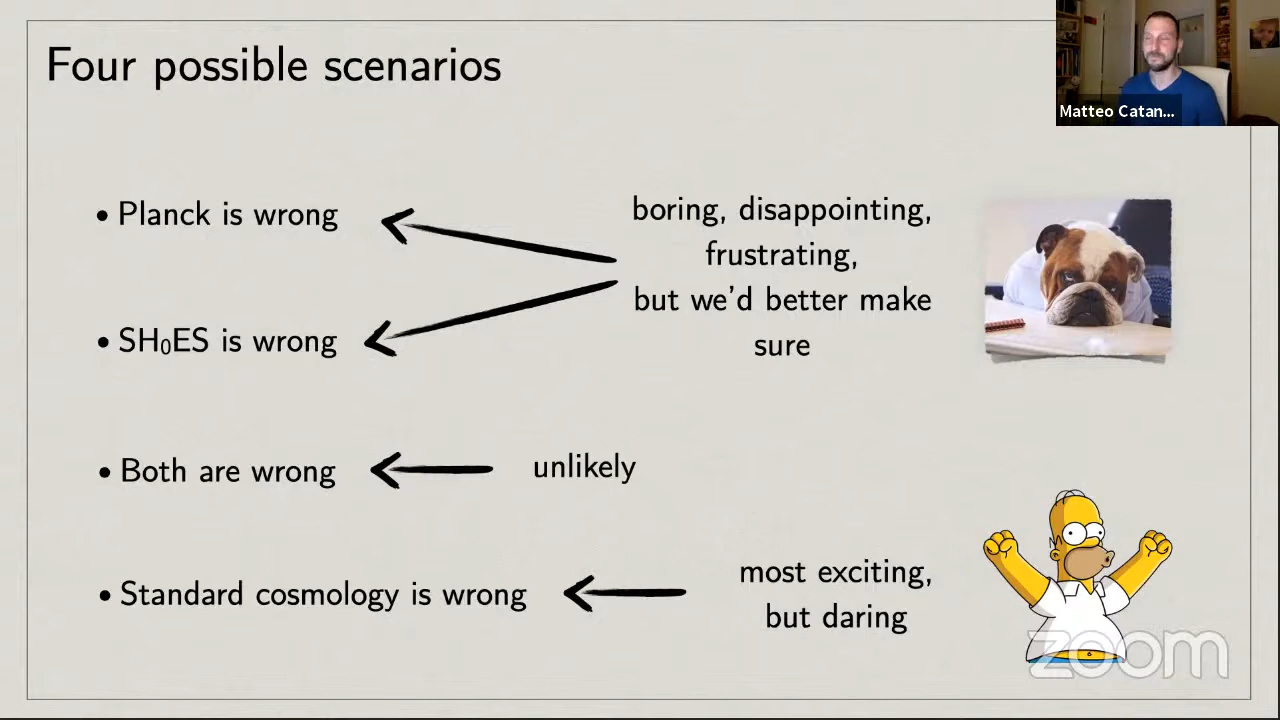 Four possible scenarios
Matteo Catan...
• Planck is wrong
boring, disappointing,
frustrating,
but we'd better make
sure
• SH₀ES is wrong
• Both are wrong
unlikely
• Standard cosmology is wrong
most exciting,
but daring
zoom